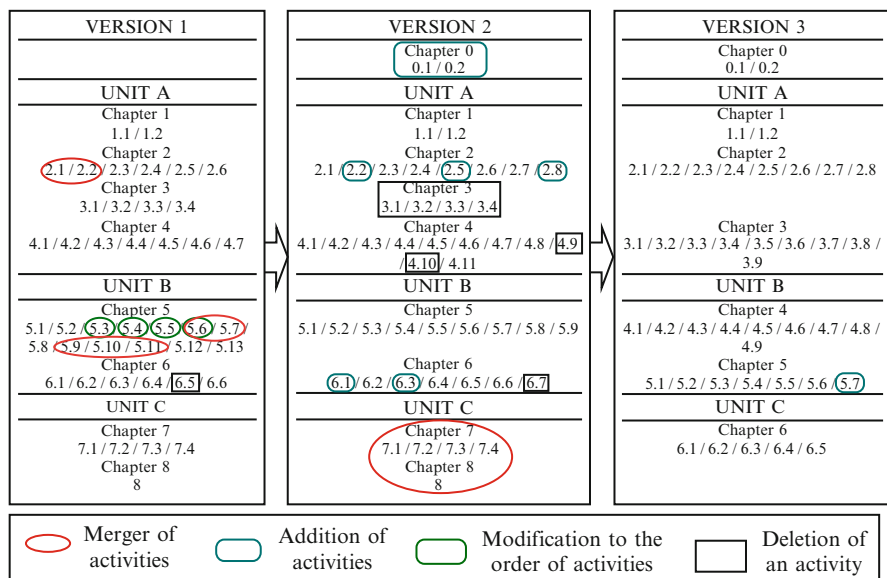 VERSION 1
UNIT A
Chapter 1
1.1 / 1.2
Chapter 2
2.1 / 2.2 / 2.3 / 2.4 / 2.5 / 2.6
Chapter 3
3.1 / 3.2 / 3.3 / 3.4
Chapter 4
4.1 / 4.2 / 4.3 / 4.4 / 4.5 / 4.6 / 4.7
UNIT B
Chapter 5
5.1 / 5.2 / 5.3 / 5.4 / 5.5 / 5.6 / 5.7 /
5.8 / 5.9 / 5.10 / 5.11 / 5.12 / 5.13
Chapter 6
6.1 / 6.2 / 6.3 / 6.4 / 6.5 / 6.6
UNIT C
Chapter 7
7.1 / 7.2 / 7.3 / 7.4
Chapter 8
8
VERSION 2
Chapter 0
0.1 / 0.2
UNIT A
Chapter 1
1.1 / 1.2
Chapter 2
2.1 / 2.2 / 2.3 / 2.4 / 2.5 / 2.6 / 2.7 / 2.8
Chapter 3
3.1 / 3.2 / 3.3 / 3.4
Chapter 4
4.1 / 4.2 / 4.3 / 4.4 / 4.5 / 4.6 / 4.7 / 4.8 / 4.9
/ 4.10 / 4.11
UNIT B
Chapter 5
5.1 / 5.2 / 5.3 / 5.4 / 5.5 / 5.6 / 5.7 / 5.8 / 5.9
Chapter 6
6.1 / 6.2 / 6.3 / 6.4 / 6.5 / 6.6 / 6.7
UNIT C
Chapter 7
7.1 / 7.2 / 7.3 / 7.4
Chapter 8
8
VERSION 3
Chapter 0
0.1 / 0.2
UNIT A
Chapter 1
1.1 / 1.2
Chapter 2
2.1 / 2.2 / 2.3 / 2.4 / 2.5 / 2.6 / 2.7 / 2.8
Chapter 3
3.1 / 3.2 / 3.3 / 3.4 / 3.5 / 3.6 / 3.7 / 3.8 /
3.9
UNIT B
Chapter 4
4.1 / 4.2 / 4.3 / 4.4 / 4.5 / 4.6 / 4.7 / 4.8 /
4.9
Chapter 5
5.1 / 5.2 / 5.3 / 5.4 / 5.5 / 5.6 / 5.7
UNIT C
Chapter 6
6.1 / 6.2 / 6.3 / 6.4 / 6.5
Merger of
activities
Addition of
activities
Modification to the
order of activities
Deletion of
an activity